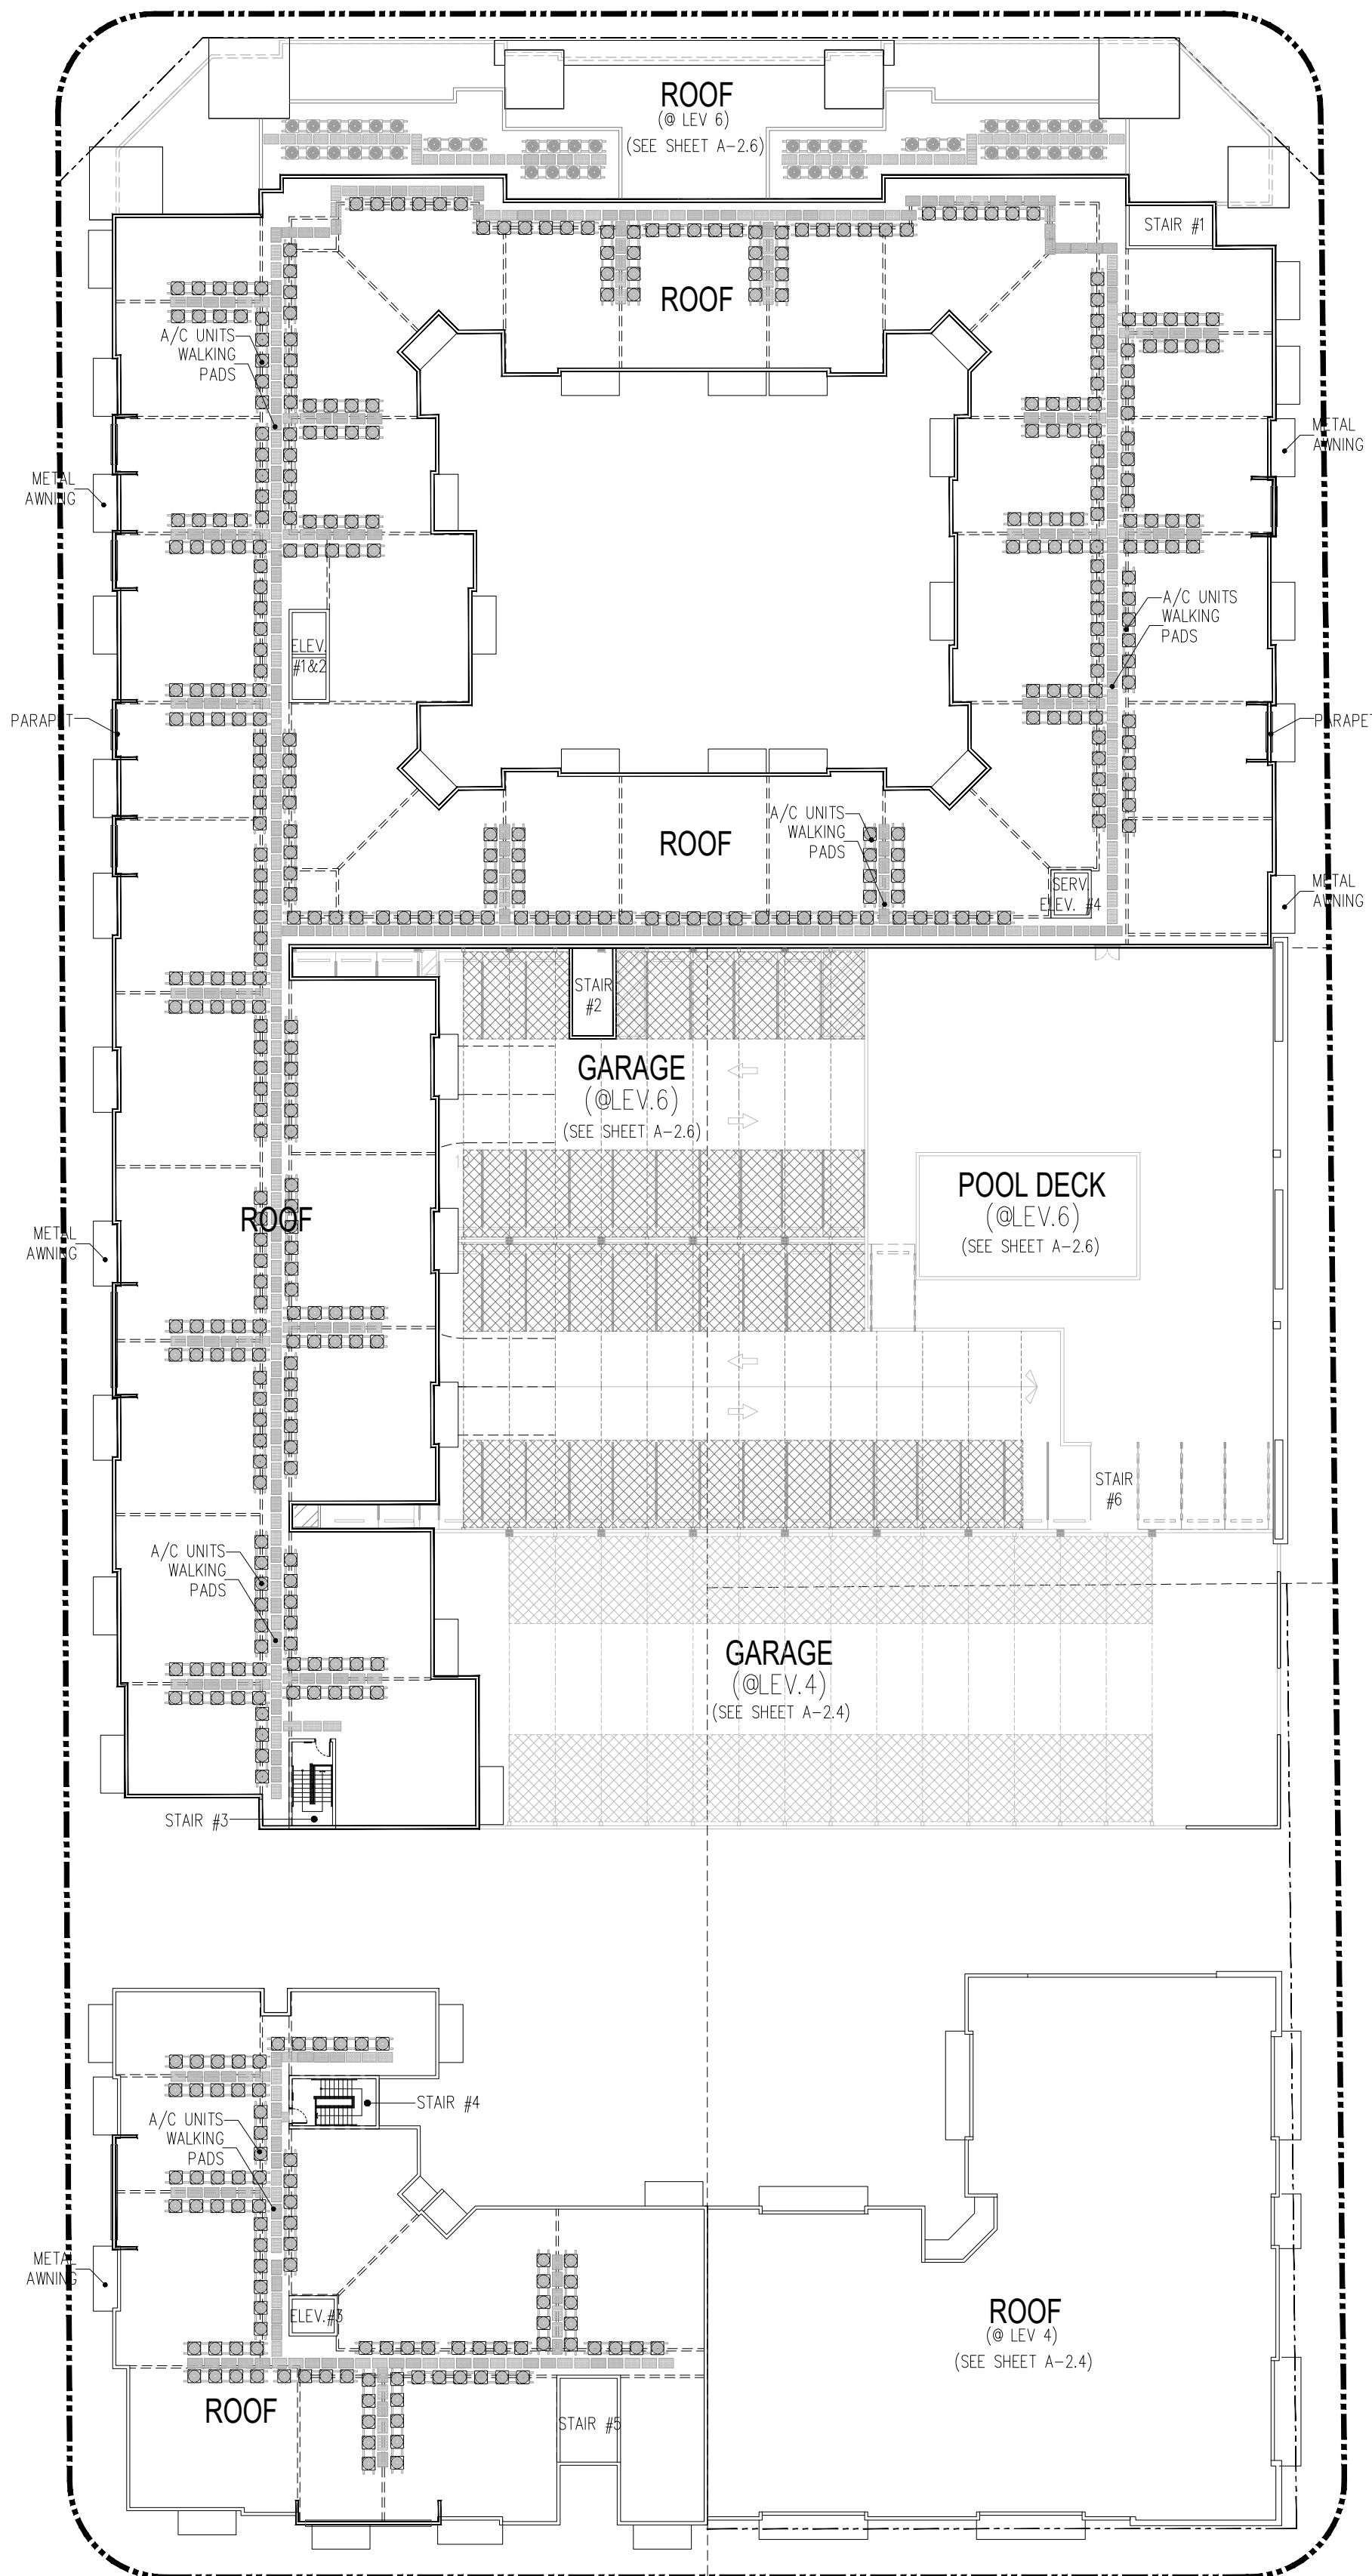 ROOF
(@ LEV 6)
(SEE SHEET A-2.6)
STAIR #1
ROOF
A/C UNITS
WALKING
PADS
METAL
AWNING
METAL
AWNING
A/C UNITS
WALKING
PADS
ELEV.
#1&2
PARAPET
PARAPET
A/C UNITS
WALKING
PADS
ROOF
SERV.
ELEV. #4
METAL
AWNING
STAIR
#2
GARAGE
(@LEV.6)
(SEE SHEET A-2.6)
POOL DECK
(@LEV.6)
(SEE SHEET A-2.6)
ROOF
METAL
AWNING
STAIR
#6
A/C UNITS
WALKING
PADS
GARAGE
(@LEV.4)
(SEE SHEET A-2.4)
STAIR #3
STAIR #4
A/C UNITS
WALKING
PADS
METAL
AWNING
ELEV.#3
ROOF
(@ LEV 4)
(SEE SHEET A-2.4)
ROOF
STAIR #5